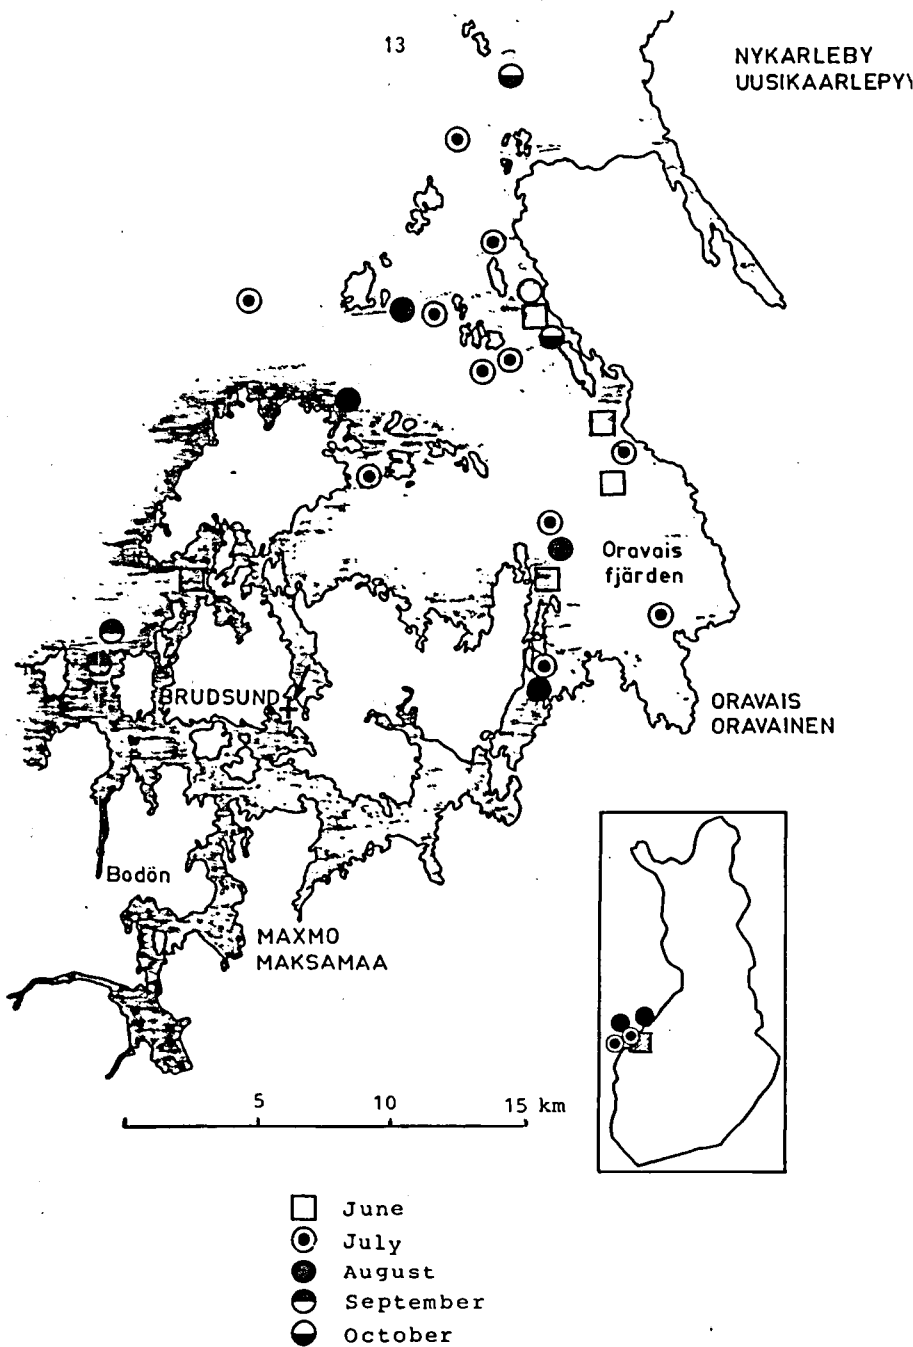 13
NYKARLEBY
UUSIKAARLEPYY
Oravais
fjärden
BRUDSUND
ORAVAIS
ORAVAINEN
Bodön
MAXMO
MAKSAMAA
5 10 15 km
June
July
August
September
October